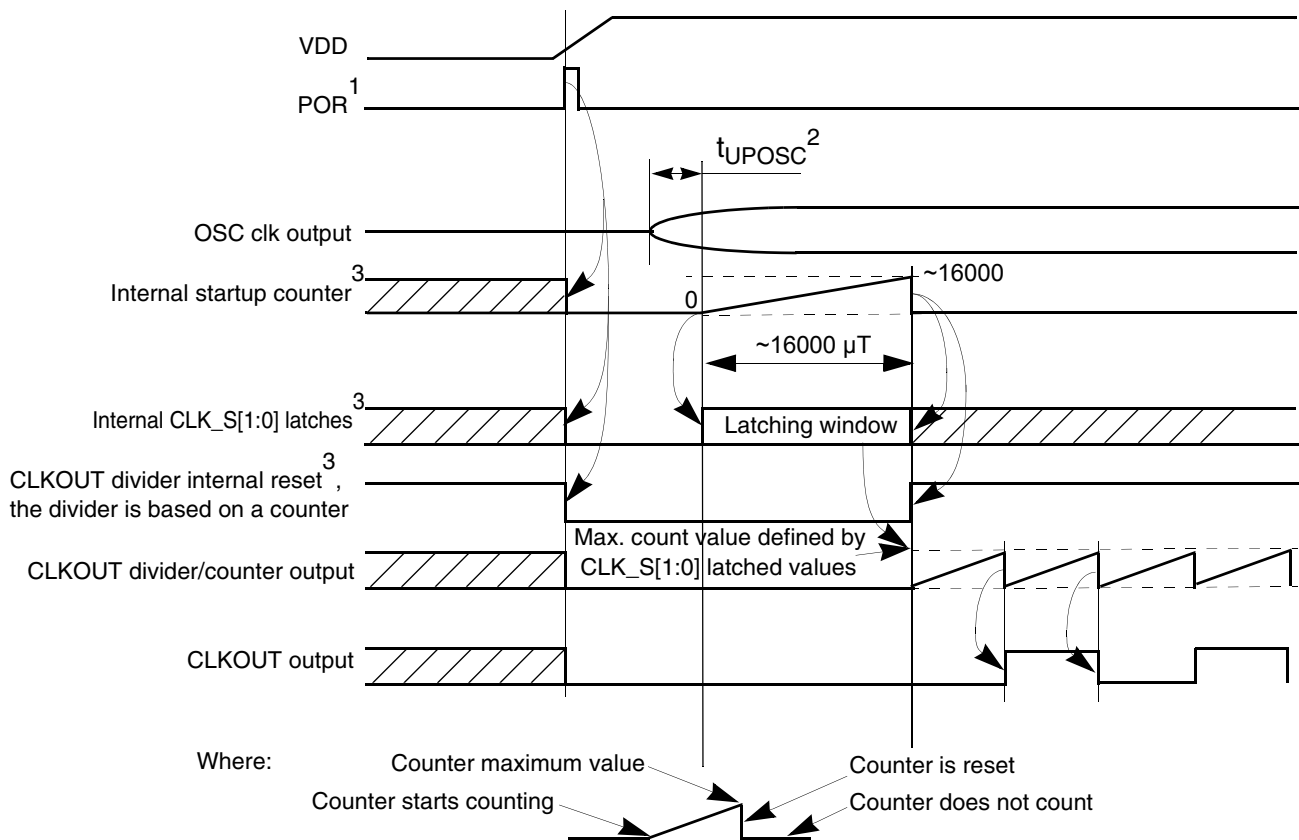 VDD
POR1
tUPOSC2
OSC clk output
Internal startup counter3
~16000
0
~16000 µT
Internal CLK_S[1:0] latches3
Latching window
CLKOUT divider internal reset3,
the divider is based on a counter
Max. count value defined by
CLK_S[1:0] latched values
CLKOUT divider/counter output
CLKOUT output
Where:
Counter maximum value
Counter is reset
Counter starts counting
Counter does not count